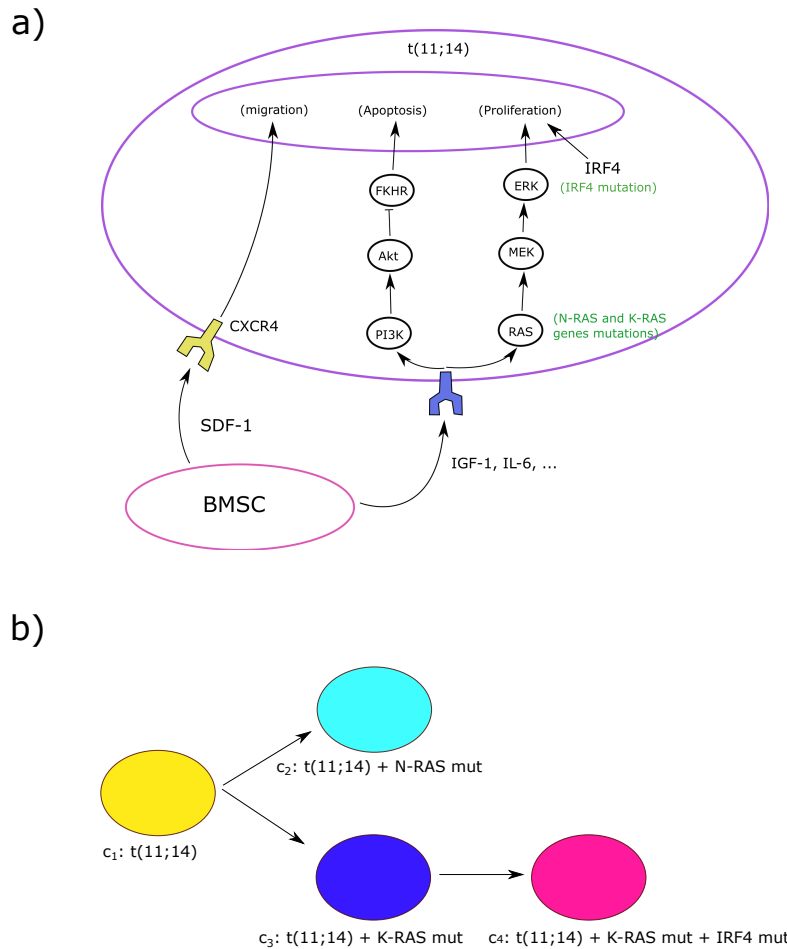 a)
t(11;14)
(migration)
(Apoptosis)
(Proliferation)
IRF4
(IRF4 mutation)
FKHR
ERK
Akt
MEK
CXCR4
PI3K
RAS
(N-RAS and K-RAS
genes mutations)
SDF-1
IGF-1, IL-6, ...
BMSC
b)
c₂: t(11;14) + N-RAS mut
c₁: t(11;14)
c₃: t(11;14) + K-RAS mut
c₄: t(11;14) + K-RAS mut + IRF4 mut